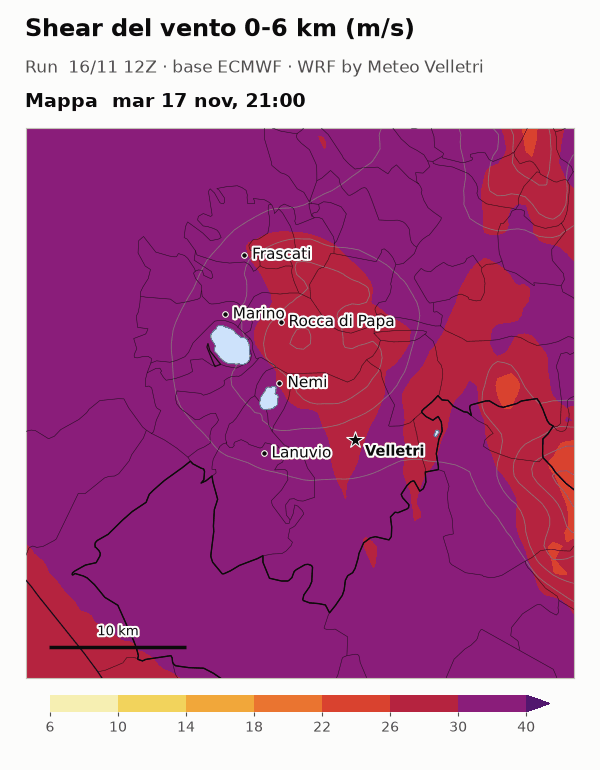 Shear del vento 0-6 km (m/s)
Run  16/11 12Z · base ECMWF · WRF by Meteo Velletri
Mappa  mar 17 nov, 21:00
Frascati
Marino
Rocca di Papa
Nemi
Velletri
Lanuvio
10 km
6 10 14 18 22 26 30 40